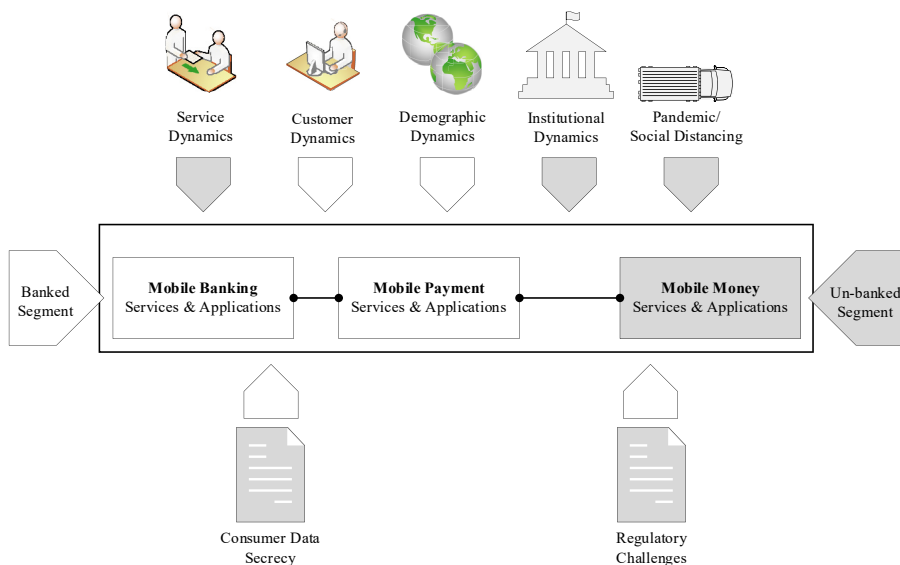 Service
Dynamics
Customer
Dynamics
Demographic
Dynamics
Institutional
Dynamics
Pandemic/
Social Distancing
Banked
Segment
Mobile Banking
Services & Applications
Mobile Payment
Services & Applications
Mobile Money
Services & Applications
Un-banked
Segment
Consumer Data
Secrecy
Regulatory
Challenges